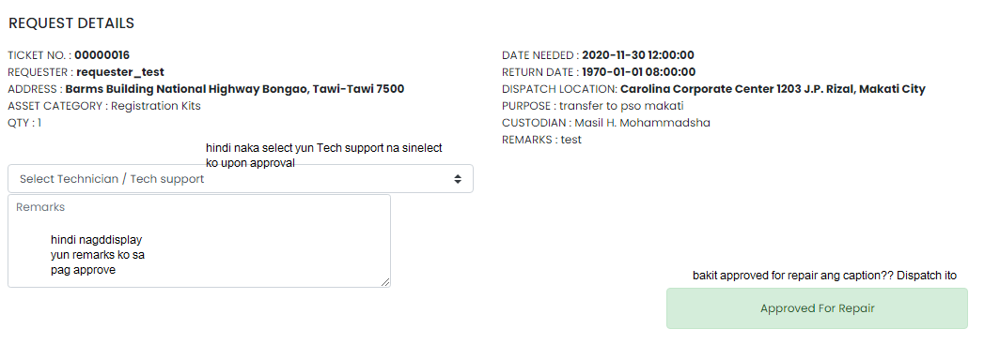 REQUEST DETAILS
TICKET NO. : 00000016
REQUESTER : requester_test
ADDRESS : Barms Building National Highway Bongao, Tawi-Tawi 7500
ASSET CATEGORY : Registration Kits
QTY : 1
DATE NEEDED : 2020-11-30 12:00:00
RETURN DATE : 1970-01-01 08:00:00
DISPATCH LOCATION: Carolina Corporate Center 1203 J.P. Rizal, Makati City
PURPOSE : transfer to pso makati
CUSTODIAN : Masil H. Mohammadsha
REMARKS : test
hindi naka select yun Tech support na sinelect
ko upon approval
Select Technician / Tech support
Remarks
hindi nagddisplay
yun remarks ko sa
pag approve
bakit approved for repair ang caption?? Dispatch ito
Approved For Repair